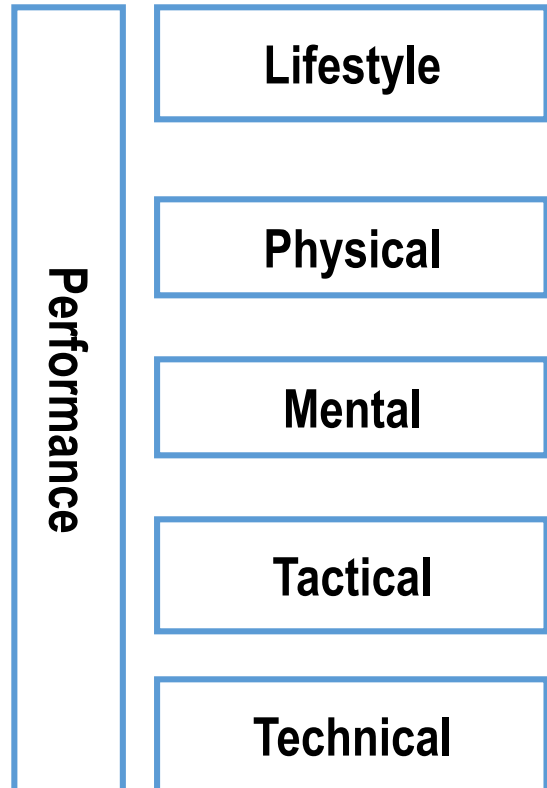 Performance
Lifestyle
Physical
Mental
Tactical
Technical